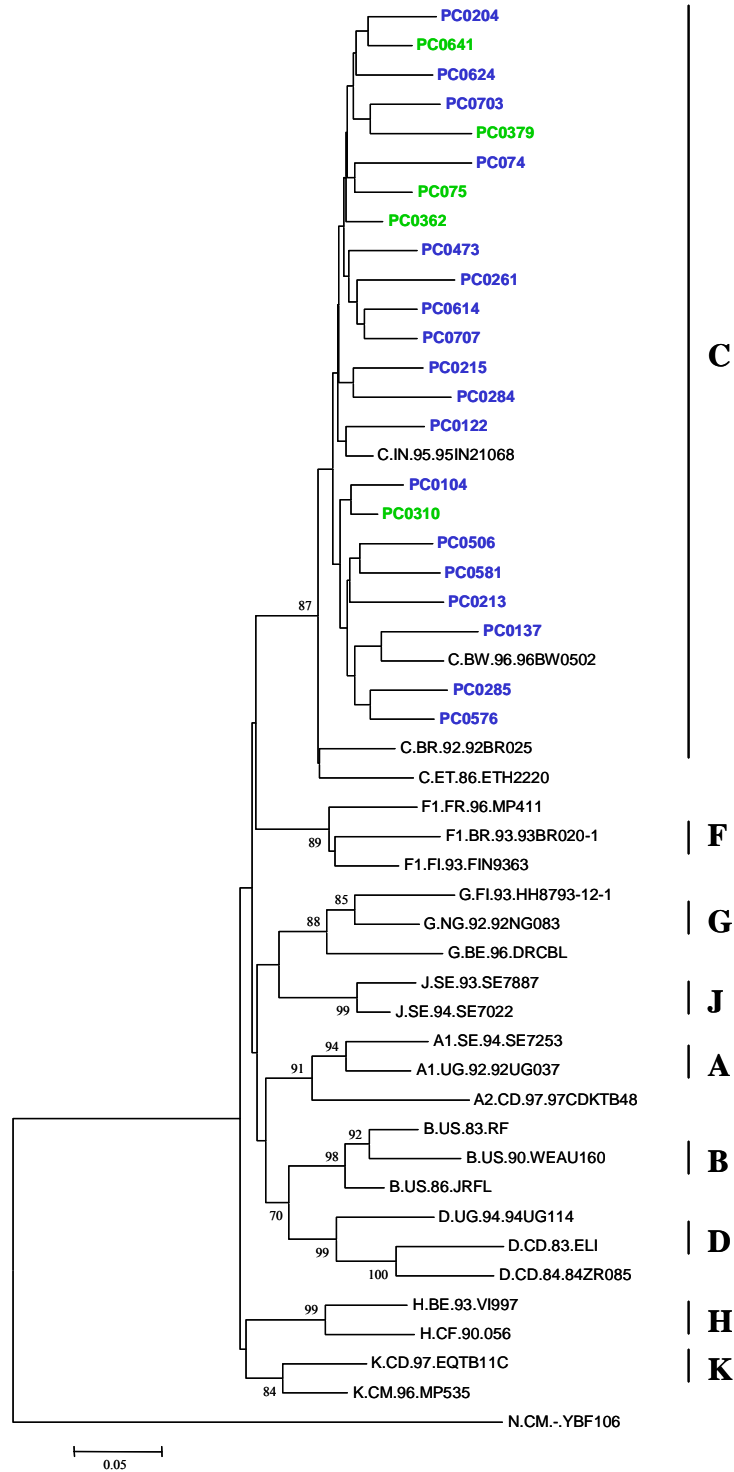 PC0204
PC0641
PC0624
PC0703
PC0379
PC074
PC075
PC0362
PC0473
PC0261
PC0614
PC0707
C
PC0215
PC0284
PC0122
C.IN.95.95IN21068
PC0104
PC0310
PC0506
PC0581
PC0213
87
PC0137
C.BW.96.96BW0502
PC0285
PC0576
C.BR.92.92BR025
C.ET.86.ETH2220
F1.FR.96.MP411
F1.BR.93.93BR020-1
F
89
F1.FI.93.FIN9363
G.FI.93.HH8793-12-1
85
G.NG.92.92NG083
G
88
G.BE.96.DRCBL
J.SE.93.SE7887
J
99
J.SE.94.SE7022
A1.SE.94.SE7253
94
A1.UG.92.92UG037
A
91
A2.CD.97.97CDKTB48
B.US.83.RF
92
B.US.90.WEAU160
B
98
B.US.86.JRFL
70
D.UG.94.94UG114
D
99
D.CD.83.ELI
100
D.CD.84.84ZR085
H.BE.93.VI997
99
H
H.CF.90.056
K.CD.97.EQTB11C
K
84
K.CM.96.MP535
N.CM.-.YBF106
0.05